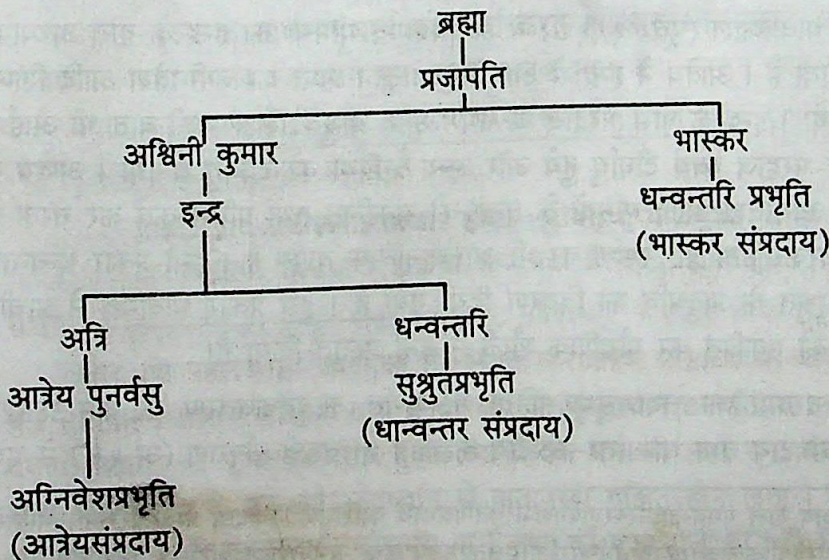 ब्रह्मा
प्रजापति
अश्विनी कुमार
भास्कर
इन्द्र
धन्वन्तरि प्रभृति
(भास्कर संप्रदाय)
अत्रि
धन्वन्तरि
आत्रेय पुनर्वसु
सुश्रुतप्रभृति
(धान्वन्तर संप्रदाय)
अग्निवेशप्रभृति
(आत्रेयसंप्रदाय)